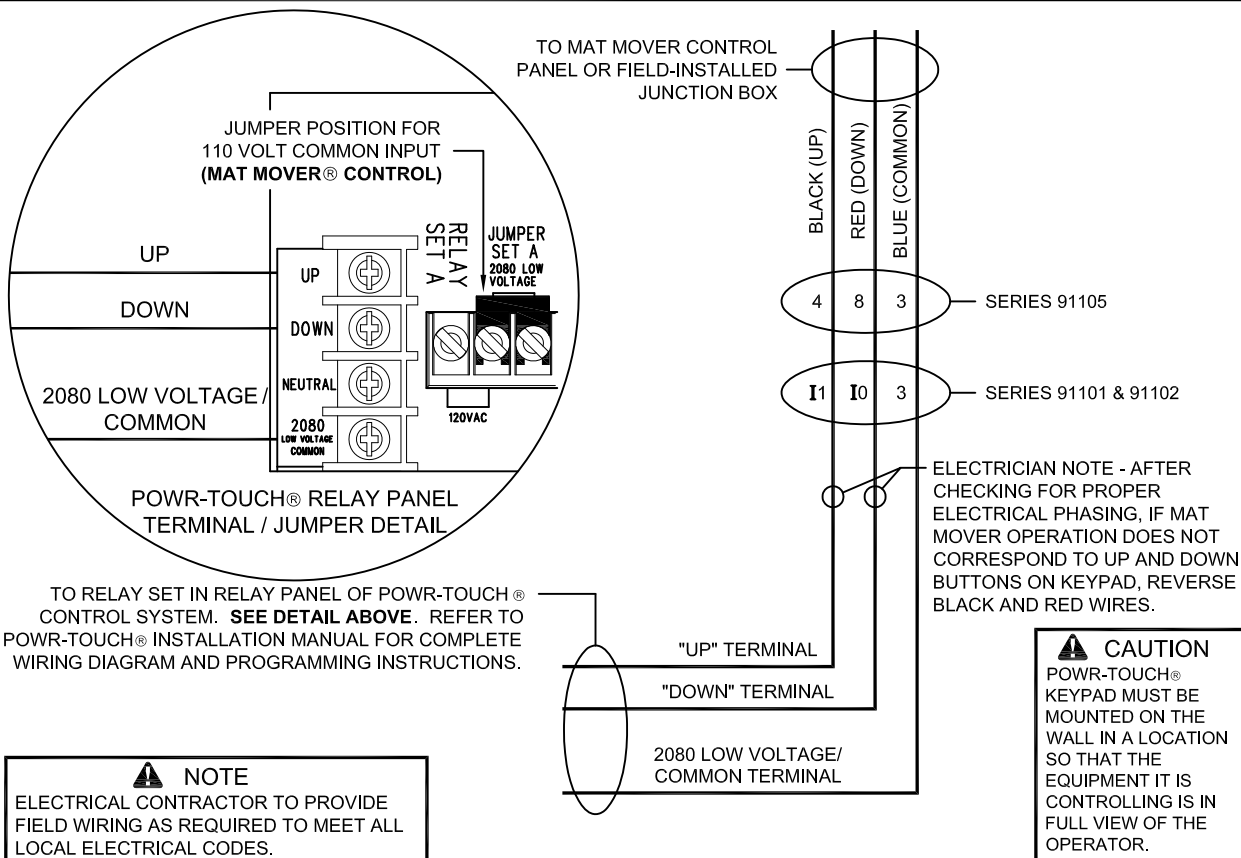 JUMPER POSITION FOR
110 VOLT COMMON INPUT
(MAT MOVER® CONTROL)
UP
DOWN
2080 LOW VOLTAGE /
COMMON
UP
DOWN
NEUTRAL
2080
LOW VOLTAGE
COMMON
RELAY
SET A
JUMPER
SET A
2080 LOW
VOLTAGE
120VAC
POWR-TOUCH® RELAY PANEL
TERMINAL / JUMPER DETAIL
TO MAT MOVER CONTROL
PANEL OR FIELD-INSTALLED
JUNCTION BOX
BLACK (UP)
RED (DOWN)
BLUE (COMMON)
4 8 3
SERIES 91105
I1 I0 3
SERIES 91101 & 91102
ELECTRICIAN NOTE - AFTER
CHECKING FOR PROPER
ELECTRICAL PHASING, IF MAT
MOVER OPERATION DOES NOT
CORRESPOND TO UP AND DOWN
BUTTONS ON KEYPAD, REVERSE
BLACK AND RED WIRES.
TO RELAY SET IN RELAY PANEL OF POWR-TOUCH ®
CONTROL SYSTEM. SEE DETAIL ABOVE. REFER TO
POWR-TOUCH® INSTALLATION MANUAL FOR COMPLETE
WIRING DIAGRAM AND PROGRAMMING INSTRUCTIONS.
"UP" TERMINAL
"DOWN" TERMINAL
2080 LOW VOLTAGE/
COMMON TERMINAL
NOTE
ELECTRICAL CONTRACTOR TO PROVIDE
FIELD WIRING AS REQUIRED TO MEET ALL
LOCAL ELECTRICAL CODES.
CAUTION
POWR-TOUCH®
KEYPAD MUST BE
MOUNTED ON THE
WALL IN A LOCATION
SO THAT THE
EQUIPMENT IT IS
CONTROLLING IS IN
FULL VIEW OF THE
OPERATOR.